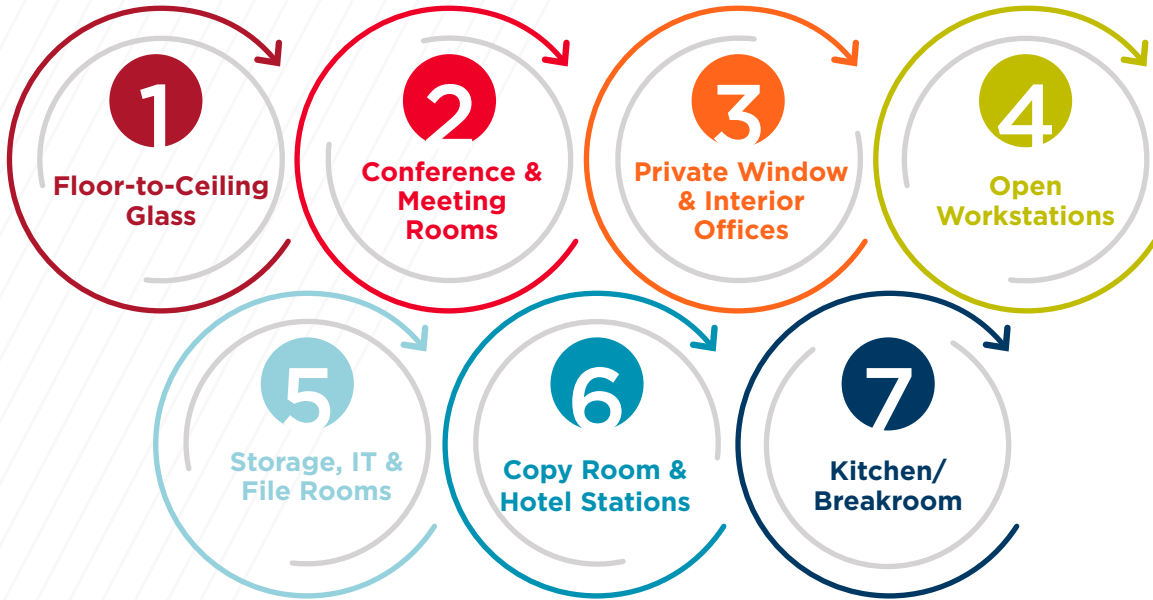 1
Floor-to-Ceiling
Glass
2
Conference &
Meeting
Rooms
3
Private Window
& Interior
Offices
4
Open
Workstations
5
Storage, IT &
File Rooms
6
Copy Room &
Hotel Stations
7
Kitchen/
Breakroom